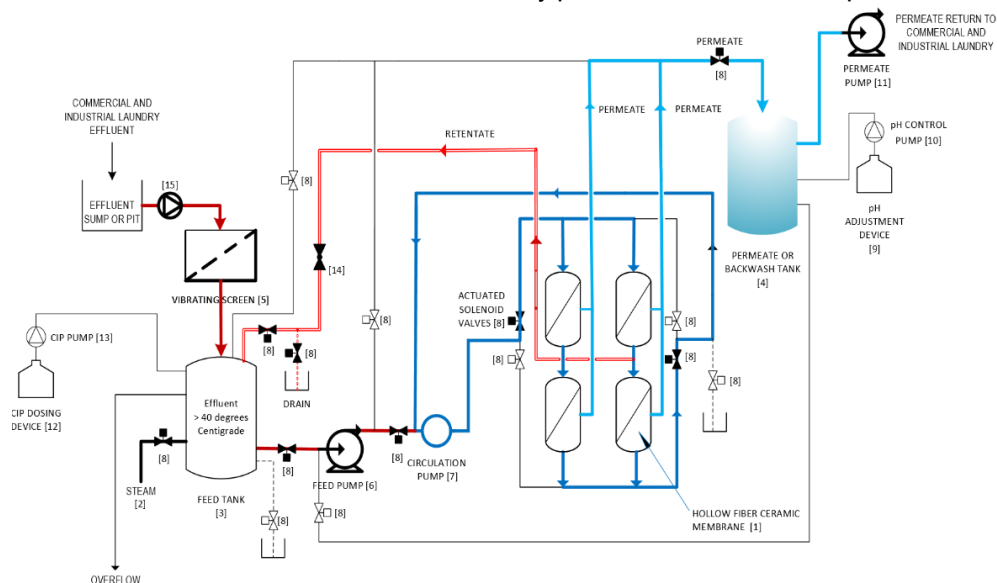 PERMEATE RETURN TO
COMMERCIAL AND
INDUSTRIAL LAUNDRY
PERMEATE
[8]
PERMEATE
PUMP [11]
COMMERCIAL AND
INDUSTRIAL LAUNDRY
EFFLUENT
PERMEATE
PERMEATE
pH CONTROL
PUMP [10]
RETENTATE
[15]
[8]
EFFLUENT
SUMP OR PIT
pH
ADJUSTMENT
DEVICE
[9]
PERMEATE OR
BACKWASH TANK
[4]
[14]
VIBRATING SCREEN [5]
ACTUATED
SOLENOID
VALVES [8]
[8]
[8]
CIP PUMP [13]
[8]
[8]
[8]
[8]
[8]
DRAIN
CIP DOSING
DEVICE [12]
Effluent
> 40 degrees
Centigrade
[8]
[8]
[8]
[8]
FEED PUMP [6]
CIRCULATION
PUMP [7]
STEAM
[2]
FEED TANK
[3]
[8]
[8]
HOLLOW FIBER CERAMIC
MEMBRANE [1]
OVERFLOW